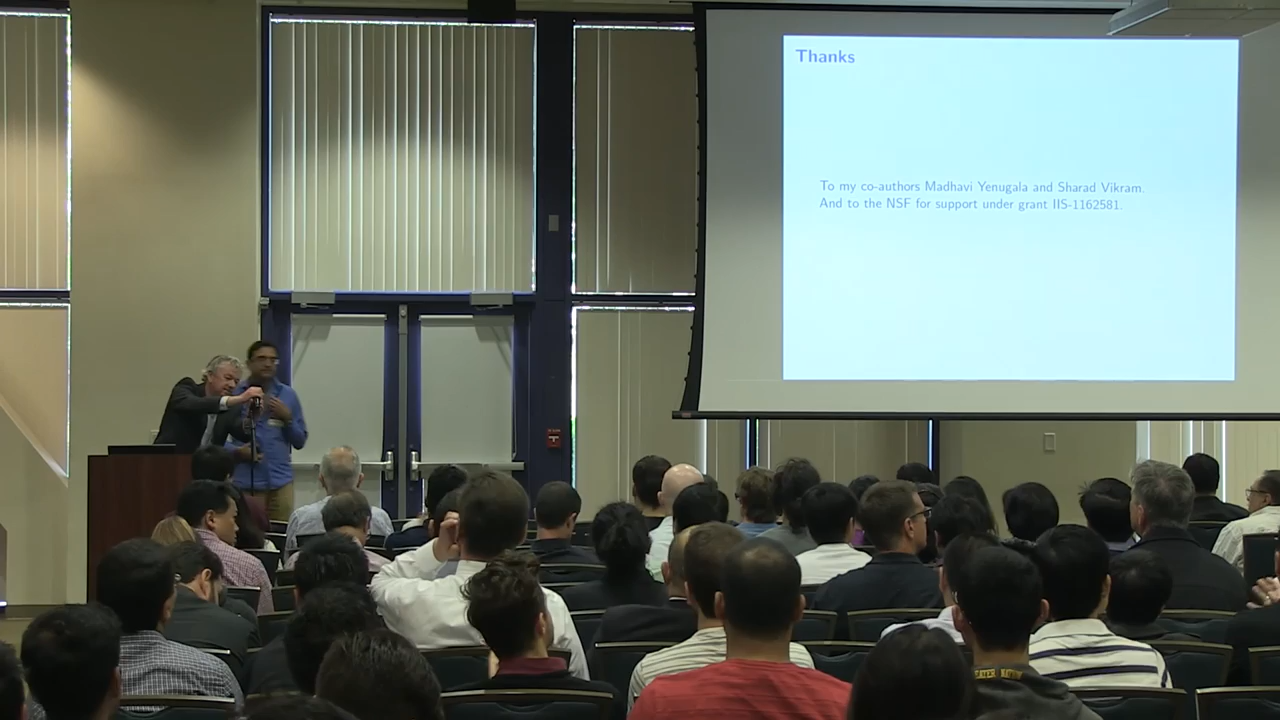 Thanks
To my co-authors Madhavi Yenugala and Sharad Vikram.
And to the NSF for support under grant IIS-1162581.